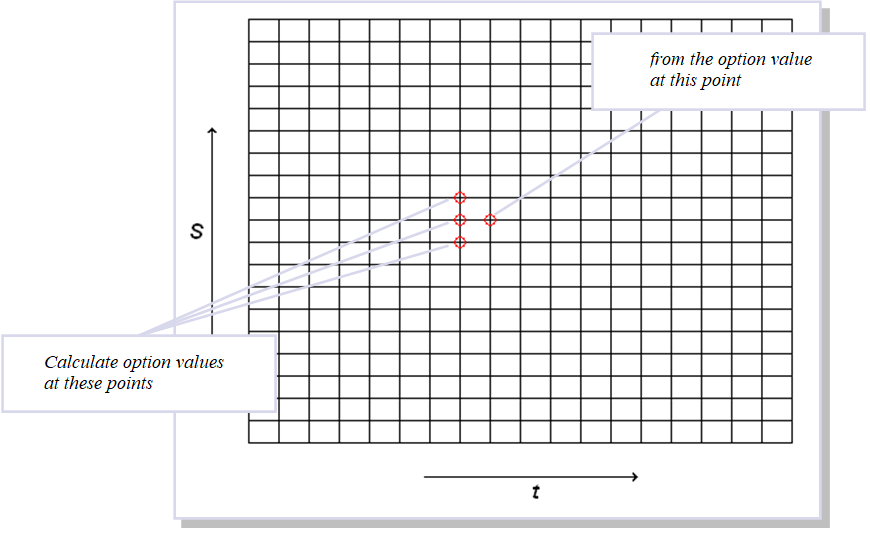 from the option value
at this point
S
Calculate option values
at these points
t